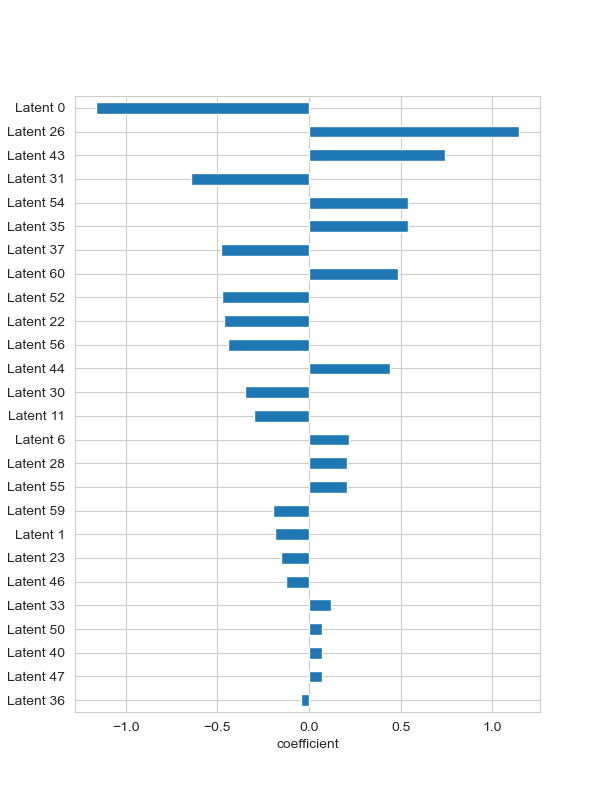 Latent 0
Latent 26
Latent 43
Latent 31
Latent 54
Latent 35
Latent 37
Latent 60
Latent 52
Latent 22
Latent 56
Latent 44
Latent 30
Latent 11
Latent 6
Latent 28
Latent 55
Latent 59
Latent 1
Latent 23
Latent 46
Latent 33
Latent 50
Latent 40
Latent 47
Latent 36
−1.0 −0.5 0.0 0.5 1.0
coefficient